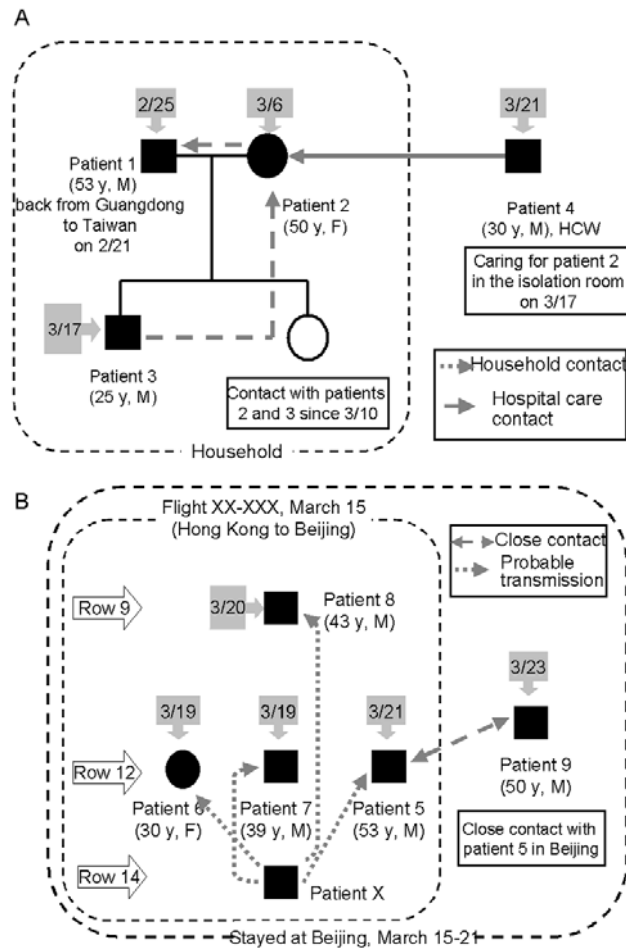 A
2/25
3/6
3/21
Patient 1
(53 y, M)
back from Guangdong
to Taiwan
on 2/21
Patient 2
(50 y, F)
Patient 4
(30 y, M), HCW
Caring for patient 2
in the isolation room
on 3/17
3/17
Patient 3
(25 y, M)
Contact with patients
2 and 3 since 3/10
Household contact
Hospital care
contact
Household
B
Flight XX-XXX, March 15
(Hong Kong to Beijing)
Close contact
Probable
transmission
Row 9
3/20
Patient 8
(43 y, M)
3/23
3/19
3/19
3/21
Row 12
Patient 6
(30 y, F)
Patient 7
(39 y, M)
Patient 5
(53 y, M)
Patient 9
(50 y, M)
Close contact with
patient 5 in Beijing
Row 14
Patient X
Stayed at Beijing, March 15-21